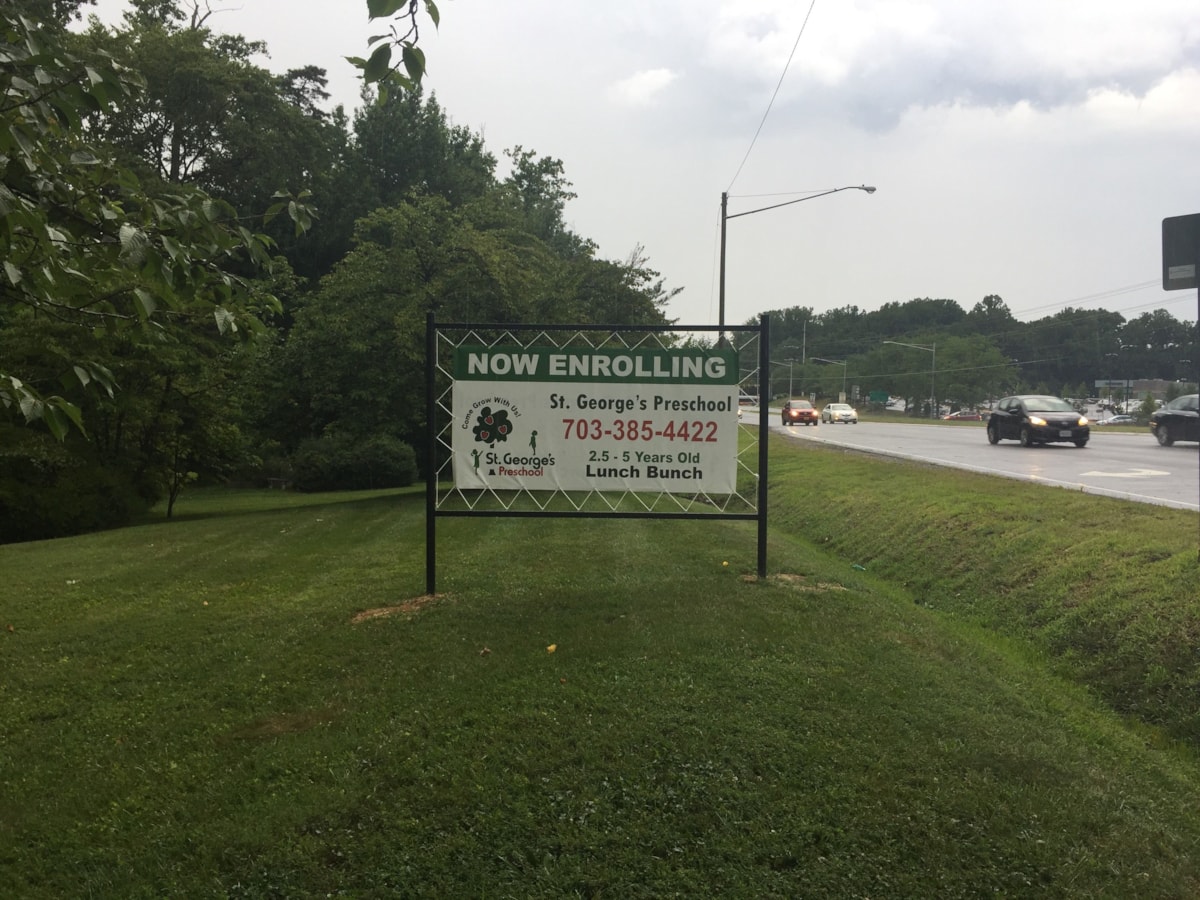 NOW ENROLLING
Come Grow With Us!
St. George's
Preschool
St. George's Preschool
703-385-4422
2.5 - 5 Years Old
Lunch Bunch